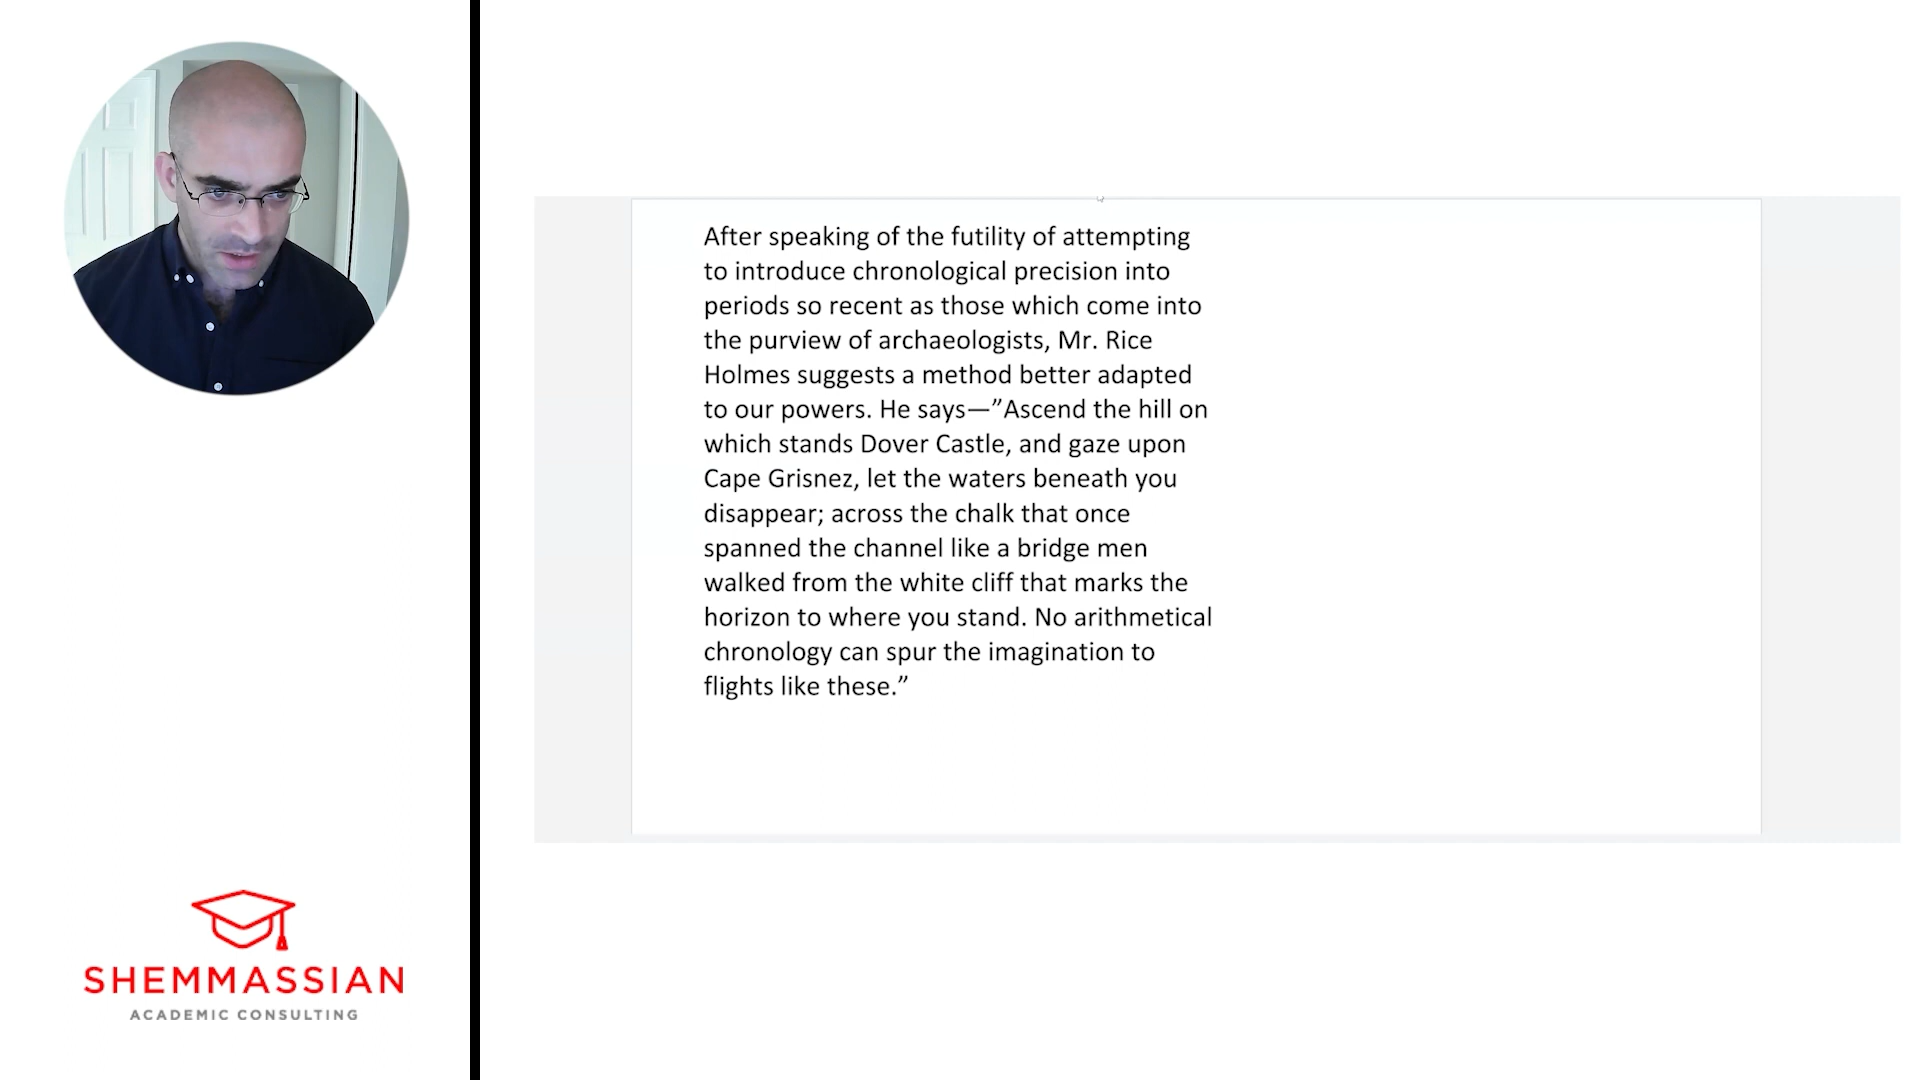 After speaking of the futility of attempting
to introduce chronological precision into
periods so recent as those which come into
the purview of archaeologists, Mr. Rice
Holmes suggests a method better adapted
to our powers. He says—”Ascend the hill on
which stands Dover Castle, and gaze upon
Cape Grisnez, let the waters beneath you
disappear; across the chalk that once
spanned the channel like a bridge men
walked from the white cliff that marks the
horizon to where you stand. No arithmetical
chronology can spur the imagination to
flights like these.”
SHEMMASSIAN
ACADEMIC CONSULTING